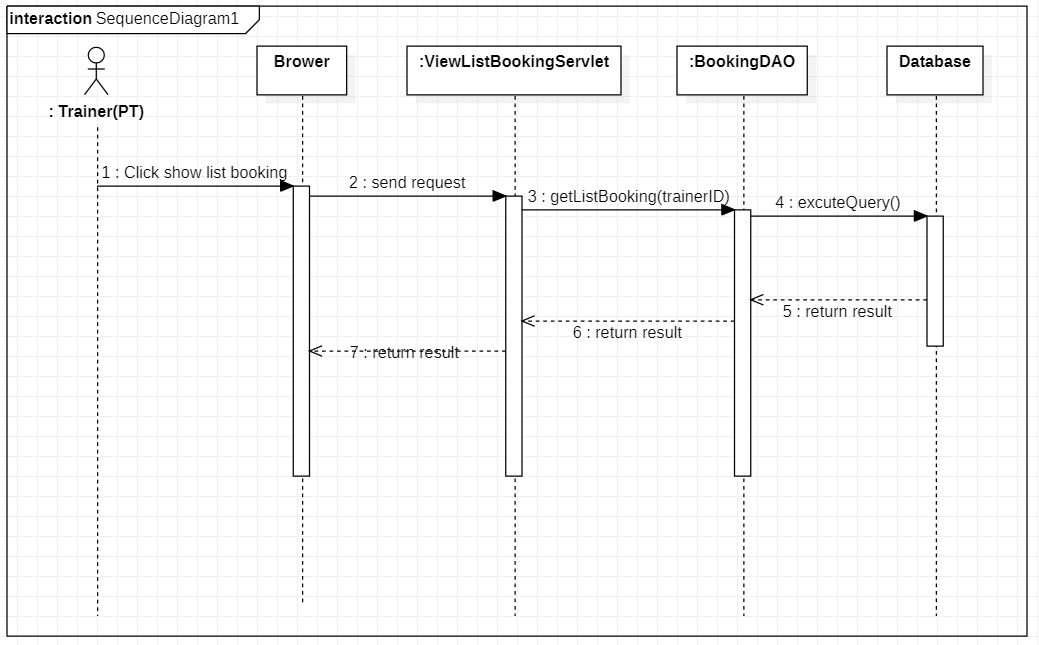 interaction SequenceDiagram1
Brower
:ViewListBookingServlet
:BookingDAO
Database
: Trainer(PT)
1 : Click show list booking
2 : send request
3 : getListBooking(trainerID)
4 : excuteQuery()
5 : return result
6 : return result
7 : return result